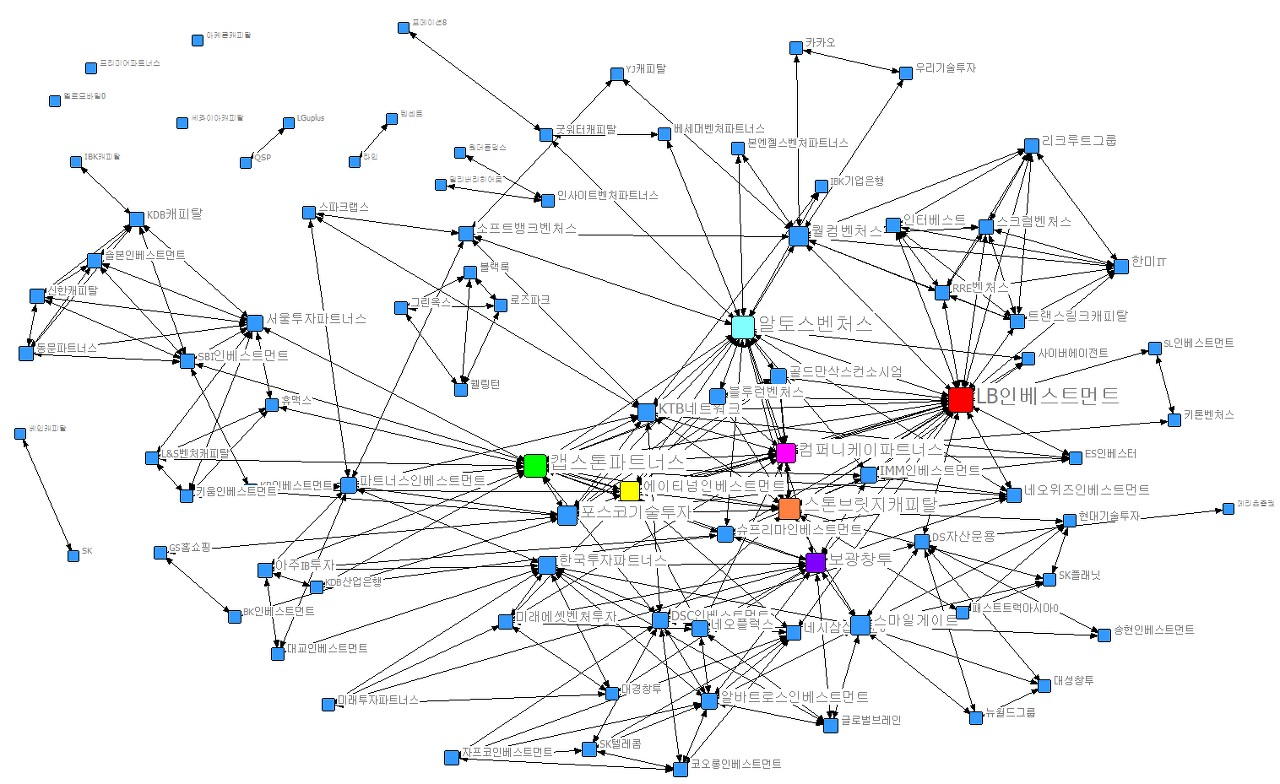 아케론캐피탈
프리미어파트너스
LGuplus
QSP
IBK캐피탈
KDB캐피탈
솔본인베스트먼트
신한캐피탈
동문파트너스
서울투자파트너스
SBI인베스트먼트
휴맥스
L&S벤처캐피탈
키움인베스트먼트
SK
GS홈쇼핑
BK인베스트먼트
아주IB투자
KDB산업은행
대교인베스트먼트
미래투자파트너스
스파크랩스
소프트뱅크벤처스
블랙록
그린옥스
로즈파크
웰링턴
인사이트벤처파트너스
굿워터캐피탈
YJ캐피탈
베세머벤처파트너스
본엔젤스벤처파트너스
카카오
우리기술투자
IBK기업은행
월컴벤처스
인터베스트
스크럼벤처스
리크루트그룹
한미IT
RRE벤처스
트랜스링크캐피탈
사이버에이전트
SL인베스트먼트
키톤벤처스
알토스벤처스
골드만삭스컨소시엄
블루런벤처스
KTB네트워크
LB인베스트먼트
컴퍼니케이파트너스
캡스톤파트너스
IMM인베스트먼트
ES인베스터
에이티넘인베스트먼트
파트너스인베스트먼트
네오위즈인베스트먼트
스톤브릿지캐피탈
포스코기술투자
슈프리마인베스트먼트
현대기술투자
DS자산운용
한국투자파트너스
보광창투
SK플래닛
패스트트랙아시아0
미래에셋벤처투자
DSC인베스트먼트
네오플럭스
스마일게이트
송현인베스트먼트
대경창투
알바트로스인베스트먼트
글로벌브레인
대성창투
뉴월드그룹
자프코인베스트먼트
SK텔레콤
코오롱인베스트먼트